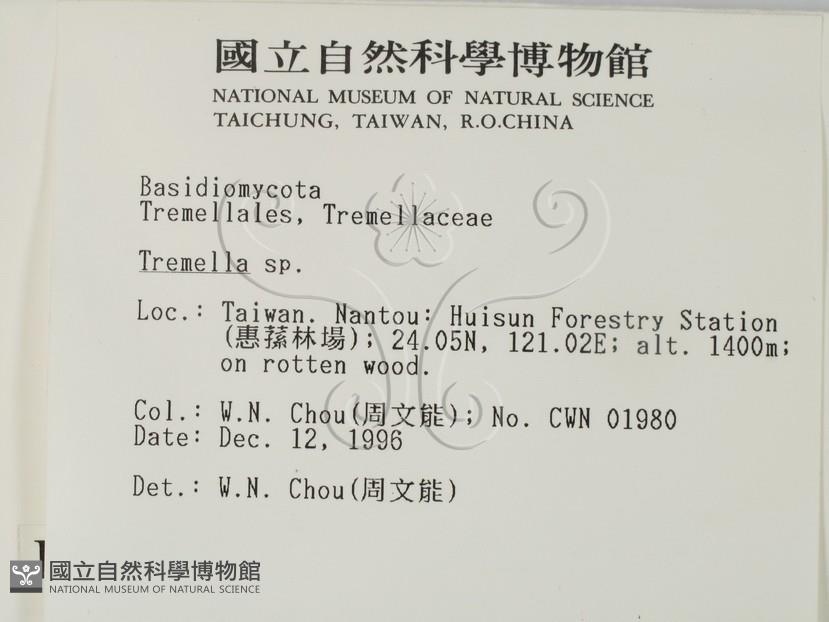 國立自然科學博物館
NATIONAL MUSEUM OF NATURAL SCIENCE
TAICHUNG, TAIWAN, R.O.CHINA
Basidiomycota
Tremellales, Tremellaceae
Tremella sp.
Loc.: Taiwan. Nantou: Huisun Forestry Station
(惠蓀林場); 24.05N, 121.02E; alt. 1400m;
on rotten wood.
Col.: W.N. Chou(周文能); No. CWN 01980
Date: Dec. 12, 1996
Det.: W.N. Chou(周文能)
國立自然科學博物館
NATIONAL MUSEUM OF NATURAL SCIENCE